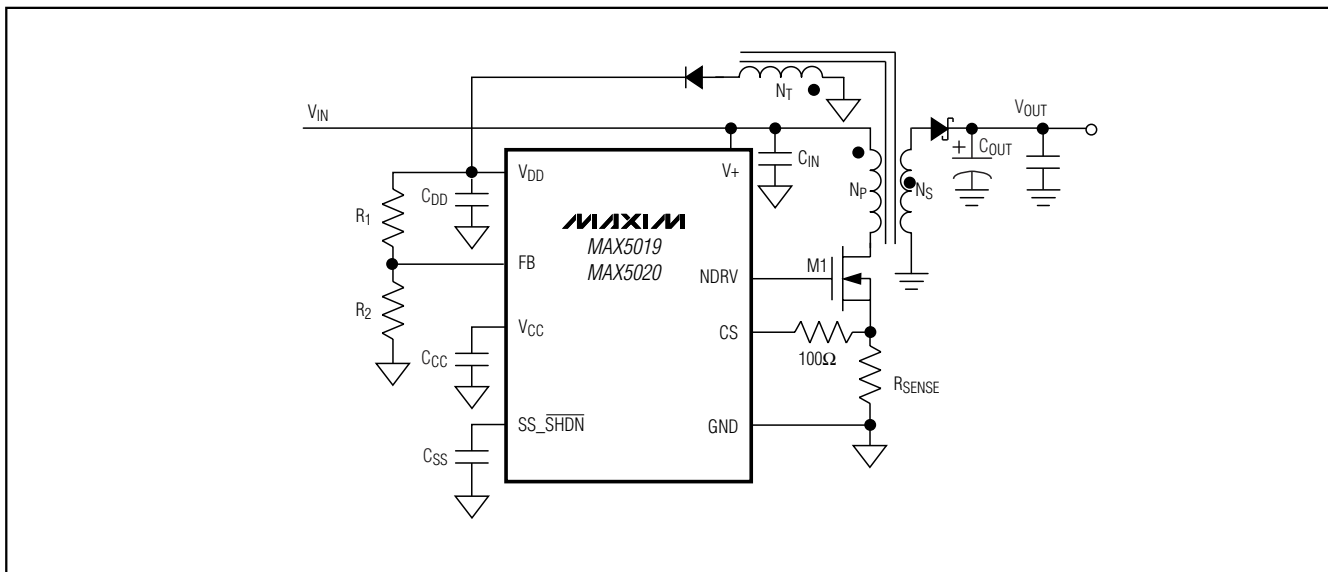 NT
VIN
VOUT
CIN
COUT
+
VDD
V+
CDD
R1
NP
NS
MAXIM
MAX5019
MAX5020
FB
NDRV
M1
R2
VCC
CS
CCC
100Ω
RSENSE
SS_SHDN
GND
CSS